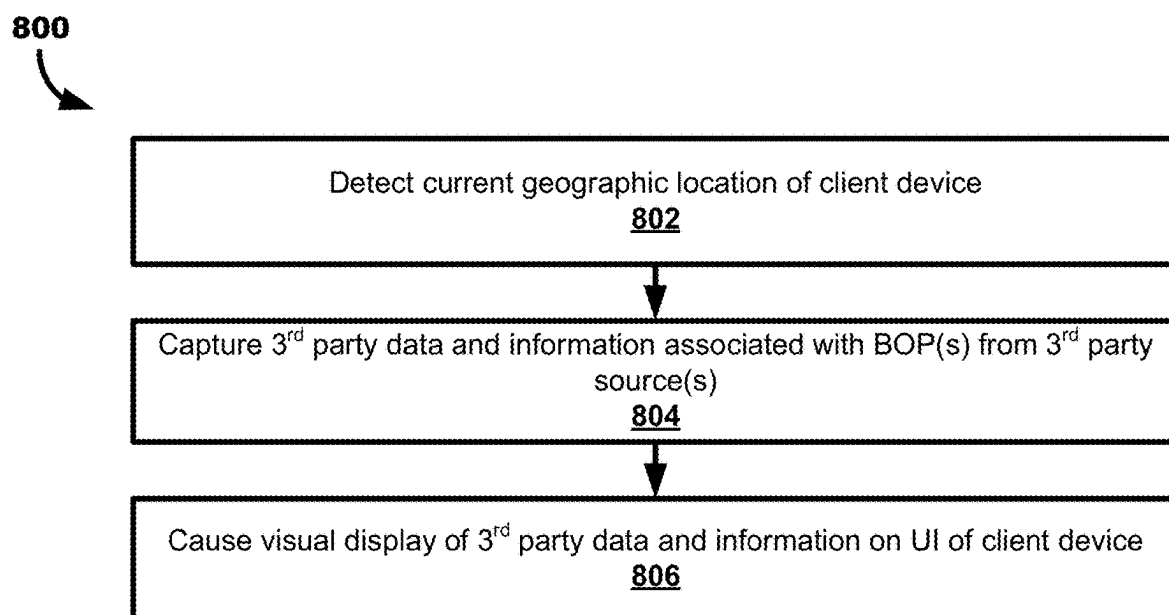 800
Detect current geographic location of client device
802
Capture 3rd party data and information associated with BOP(s) from 3rd party
source(s)
804
Cause visual display of 3rd party data and information on UI of client device
806